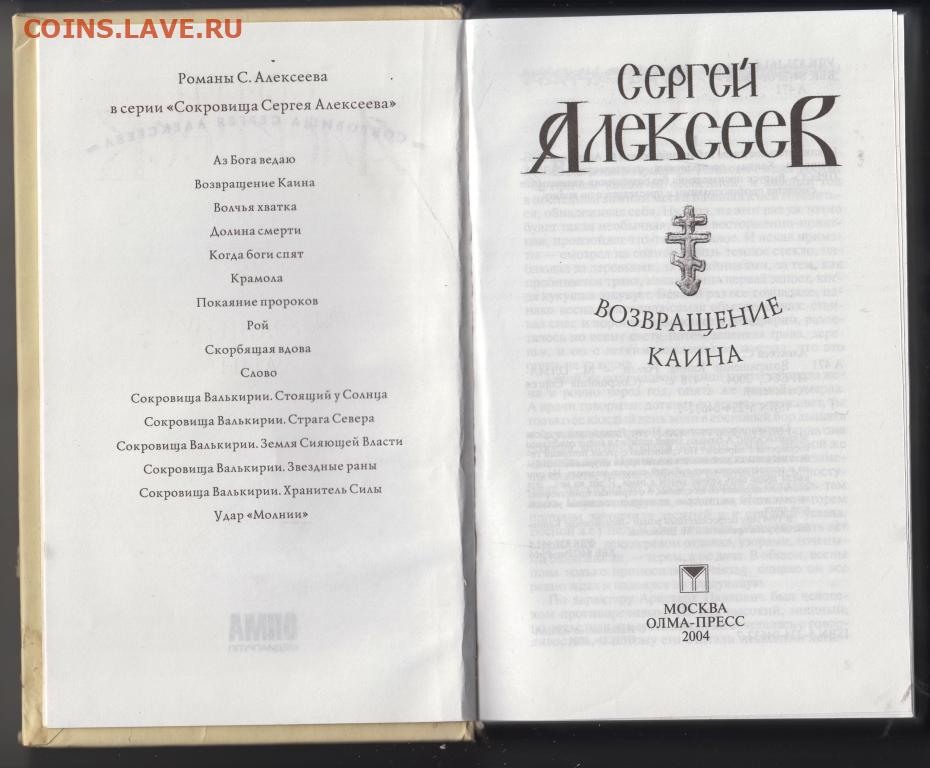 COINS.LAVE.RU
Романы С. Алексеева
в серии «Сокровища Сергея Алексеева»
Аз Бога ведаю
Возвращение Каина
Волчья хватка
Долина смерти
Когда боги спят
Крамола
Покаяние пророков
Рой
Скорбящая вдова
Слово
Сокровища Валькирии. Стоящий у Солнца
Сокровища Валькирии. Страга Севера
Сокровища Валькирии. Земля Сияющей Власти
Сокровища Валькирии. Звездные раны
Сокровища Валькирии. Хранитель Силы
Удар «Молнии»
СЕРГЕЙ
АЛЕКСЕЕВ
ВОЗВРАЩЕНИЕ
КАИНА
МОСКВА
ОЛМА-ПРЕСС
2004